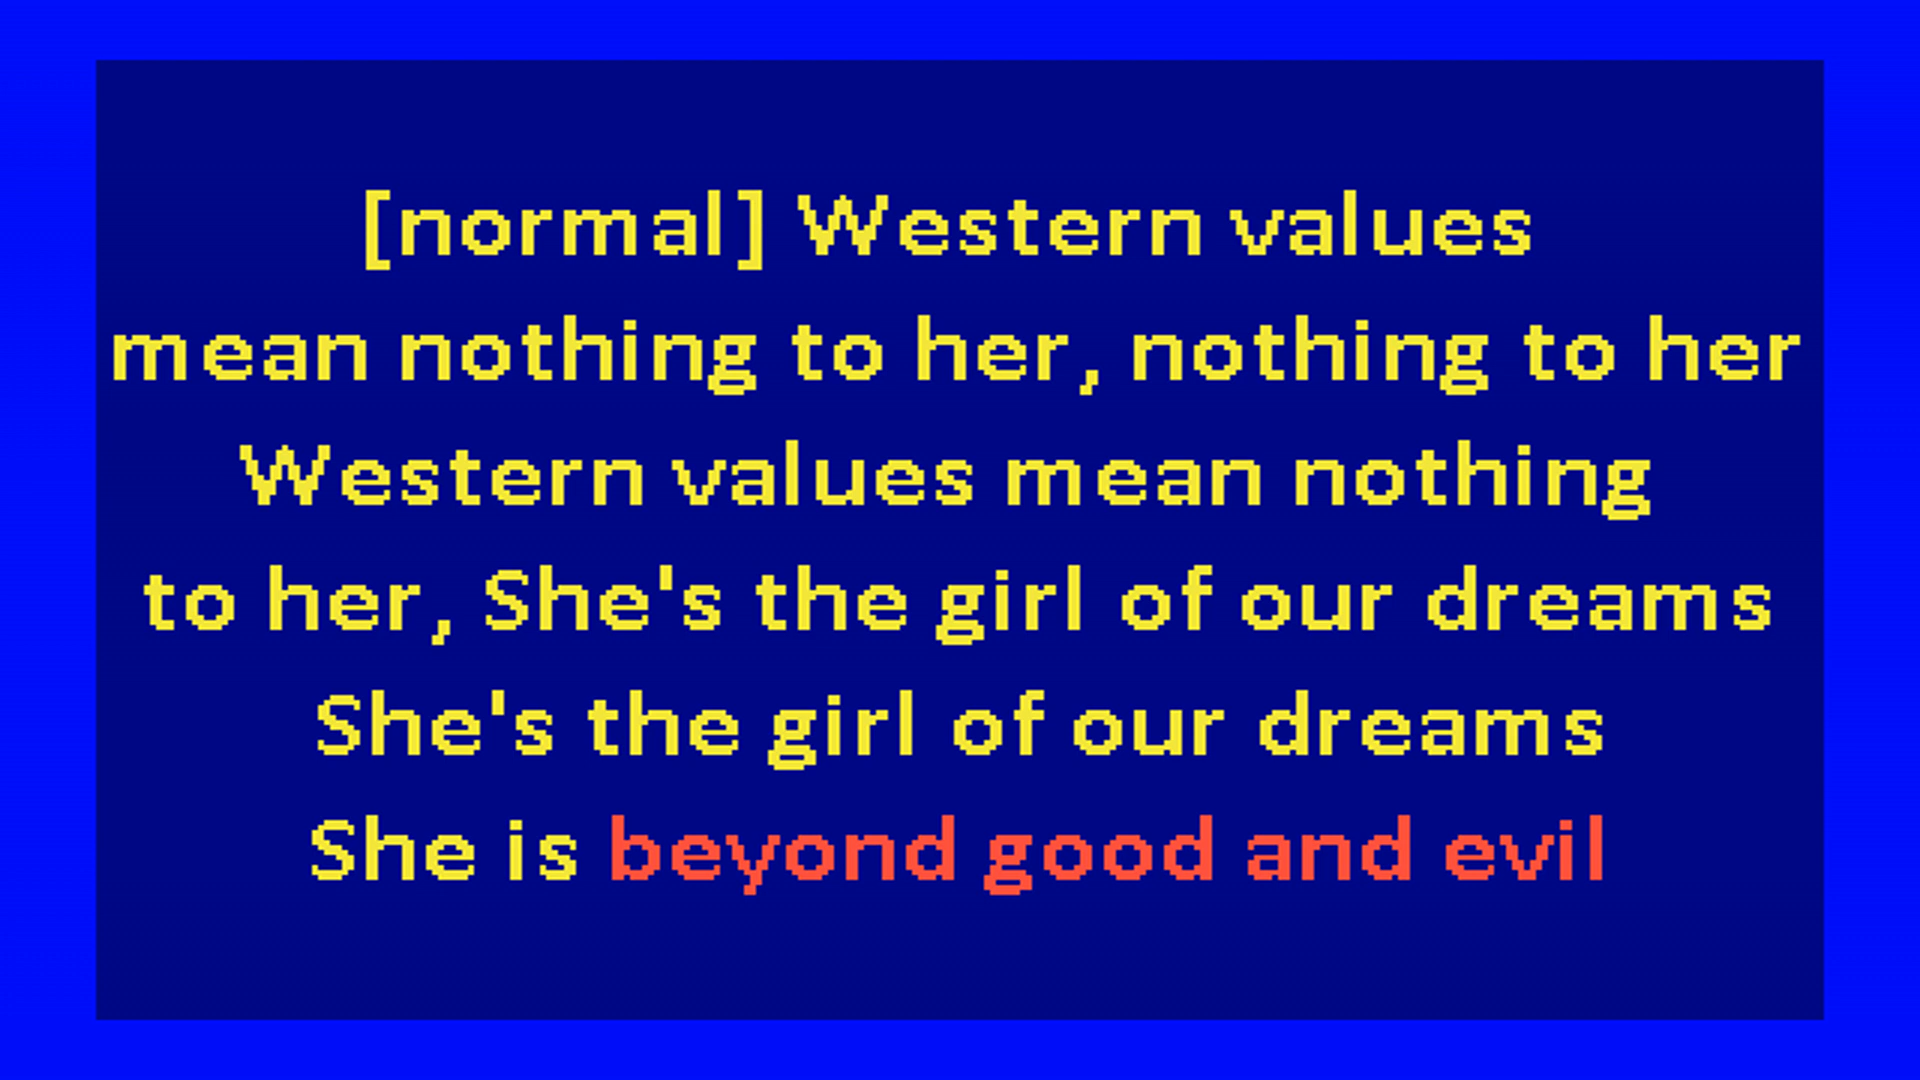 [normal] Western values
mean nothing to her, nothing to her
Western values mean nothing
to her, She's the girl of our dreams
She's the girl of our dreams
She is beyond good and evil